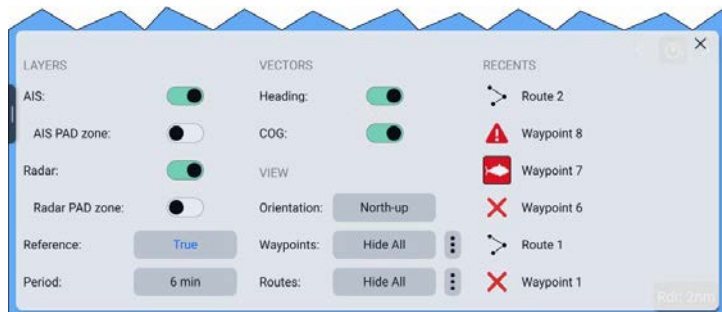 LAYERS
AIS:
AIS PAD zone:
Radar:
Radar PAD zone:
Reference: True
Period: 6 min
VECTORS
Heading:
COG:
VIEW
Orientation: North-up
Waypoints: Hide All
Routes: Hide All
RECENTS
Route 2
Waypoint 8
Waypoint 7
Waypoint 6
Route 1
Waypoint 1
Rdr: 2nm